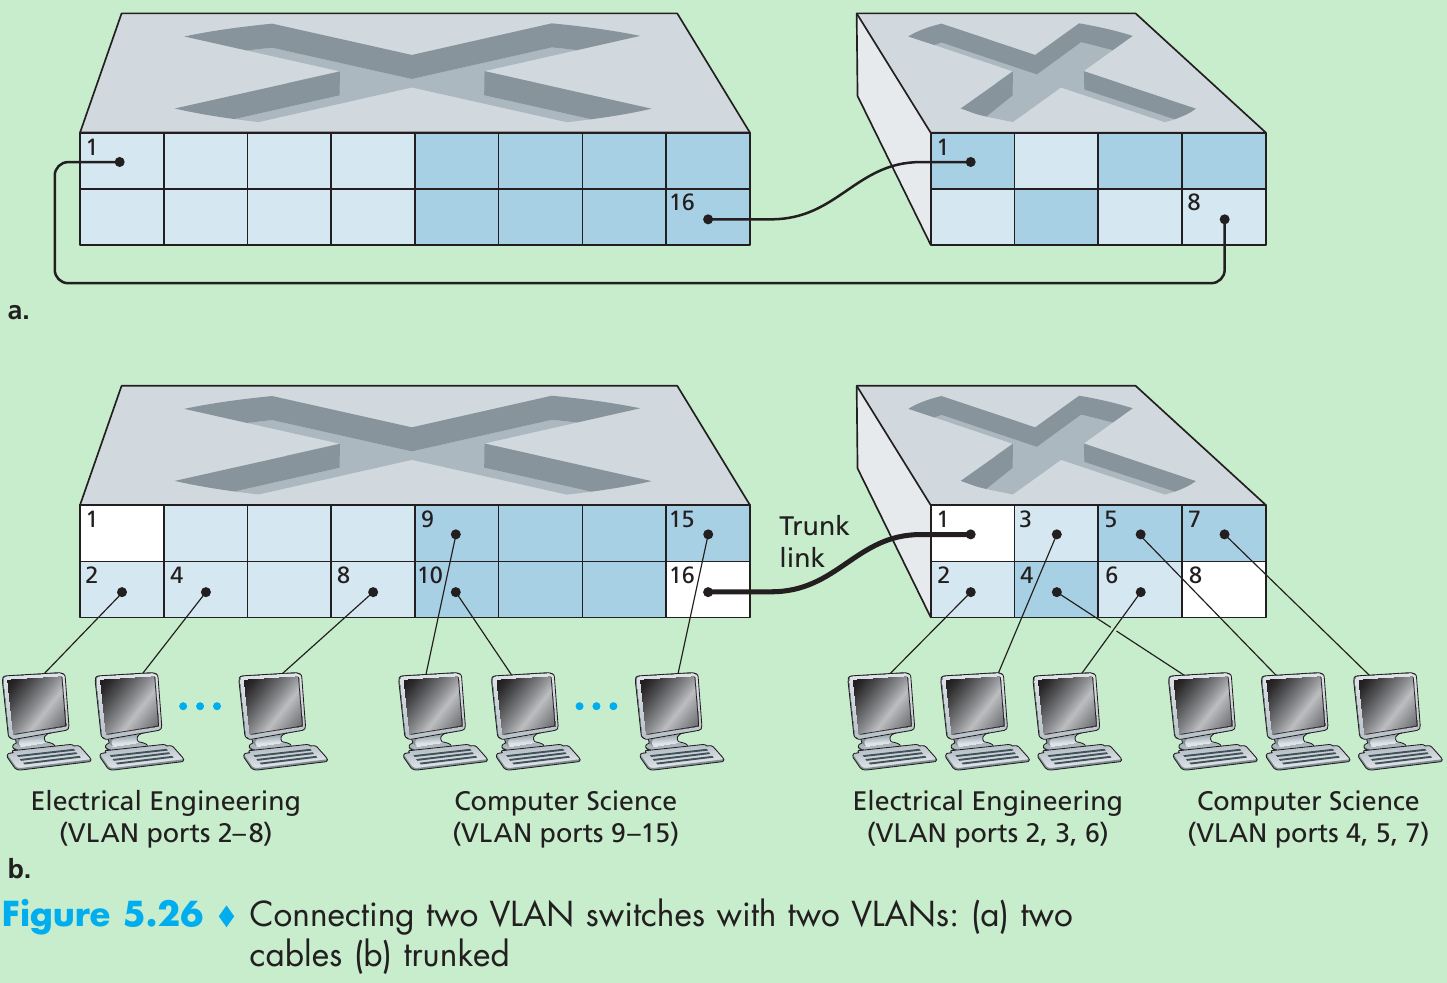 1
16
1
8
a.
1
9
15
2
4
8
10
16
Trunk
link
1
3
5
7
2
4
6
8
Electrical Engineering
(VLAN ports 2–8)
Computer Science
(VLAN ports 9–15)
Electrical Engineering
(VLAN ports 2, 3, 6)
Computer Science
(VLAN ports 4, 5, 7)
b.
Figure 5.26 ♦ Connecting two VLAN switches with two VLANs: (a) two
cables (b) trunked